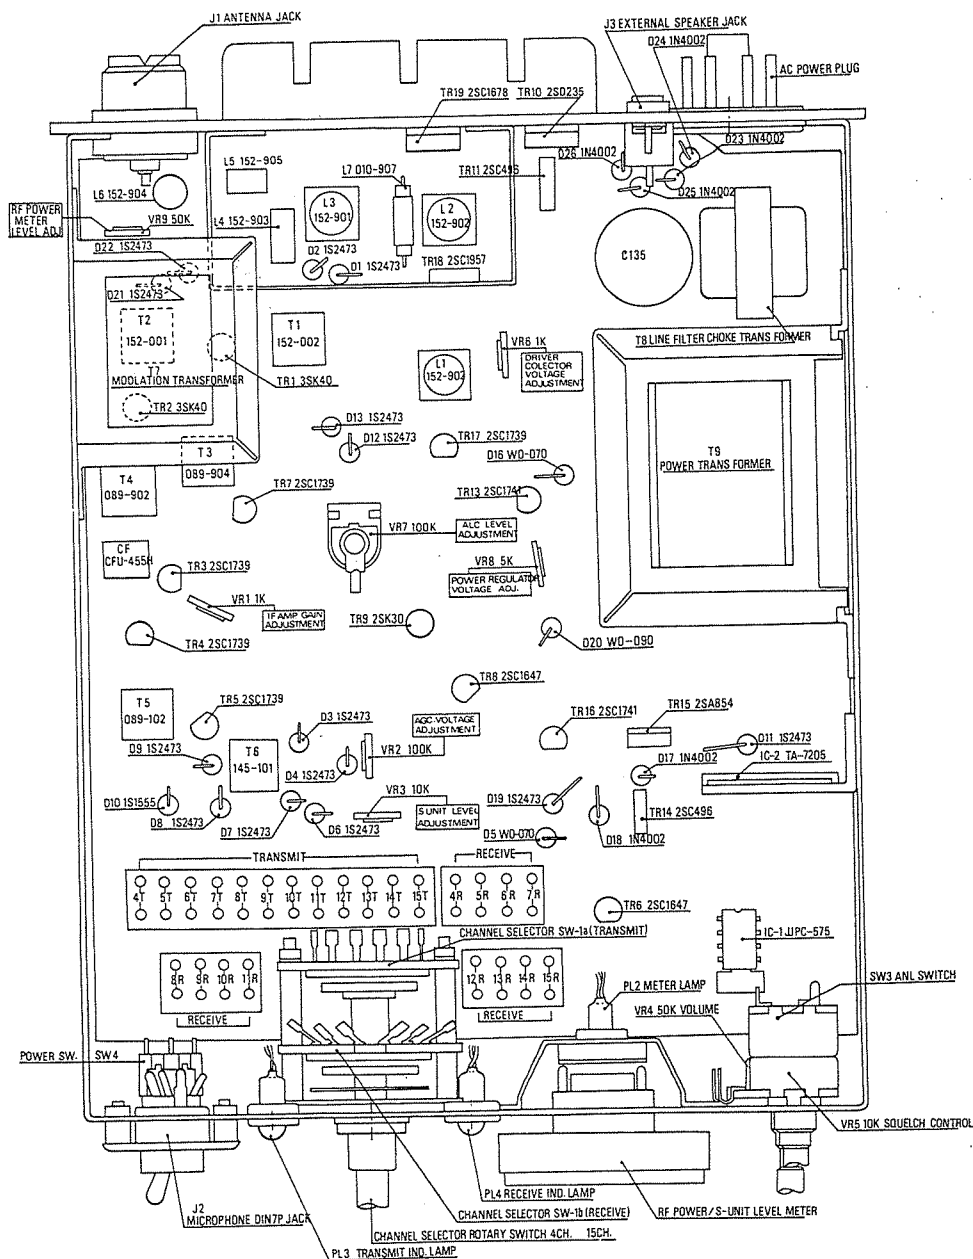 J1 ANTENNA JACK
J3 EXTERNAL SPEAKER JACK
D24 1N4002
AC POWER PLUG
TR19 2SC1678
TR10 2SD235
D23 1N4002
D26 1N4002
TR11 2SC496
D25 1N4002
L5 152-905
L7 010-907
L6 152-904
L3
152-901
L2
152-902
RF POWER
METER
LEVEL ADJ
VR9 50K
L4 152-903
D22 1S2473
D2 1S2473
D1 1S2473
TR18 2SC1957
C135
D21 1S2473
T2
152-001
T1
152-002
T8 LINE FILTER CHOKE TRANS FORMER
VR6 1K
DRIVER
COLECTOR
VOLTAGE
ADJUSTMENT
T7
MODLATION TRANSFORMER
TR1 3SK40
L1
152-902
TR2 3SK40
D13 1S2473
D12 1S2473
TR17 2SC1739
D16 WO-070
T3
089-904
T9
POWER TRANS FORMER
T4
089-902
TR7 2SC1739
TR13 2SC1741
VR7 100K
ALC LEVEL
ADJUSTMENT
CF
CFU-455H
TR3 2SC1739
VR8 5K
POWER REGULATOR
VOLTAGE ADJ.
VR1 1K
IF AMP GAIN
ADJUSTMENT
TR9 2SK30
TR4 2SC1739
D20 WO-090
TR8 2SC1647
T5
089-102
TR5 2SC1739
AGC-VOLTAGE
ADJUSTMENT
D3 1S2473
TR16 2SC1741
TR15 2SA854
D11 1S2473
IC-2 TA-7205
D9 1S2473
T6
145-101
VR2 100K
D4 1S2473
D17 1N4002
D10 1S1555
D8 1S2473
D7 1S2473
D6 1S2473
VR3 10K
S UNIT LEVEL
ADJUSTMENT
D19 1S2473
D18 1N4002
TR14 2SC496
D5 WO-070
TRANSMIT
RECEIVE
4T 5T 6T 7T 8T 9T 10T 11T 12T 13T 14T 15T
4R 5R 6R 7R
TR6 2SC1647
CHANNEL SELECTOR SW-1a (TRANSMIT)
IC-1 µPC-575
8R 9R 10R 11R
12R 13R 14R 15R
RECEIVE
RECEIVE
PL2 METER LAMP
SW3 ANL SWITCH
VR4 50K VOLUME
POWER SW. SW4
VR5 10K SQUELCH CONTROL
J2
MICROPHONE DIN7P JACK
PL4 RECEIVE IND. LAMP
CHANNEL SELECTOR SW-1b (RECEIVE)
RF POWER/S-UNIT LEVEL METER
CHANNEL SELECTOR ROTARY SWITCH 4CH. 15CH.
PL3 TRANSMIT IND. LAMP